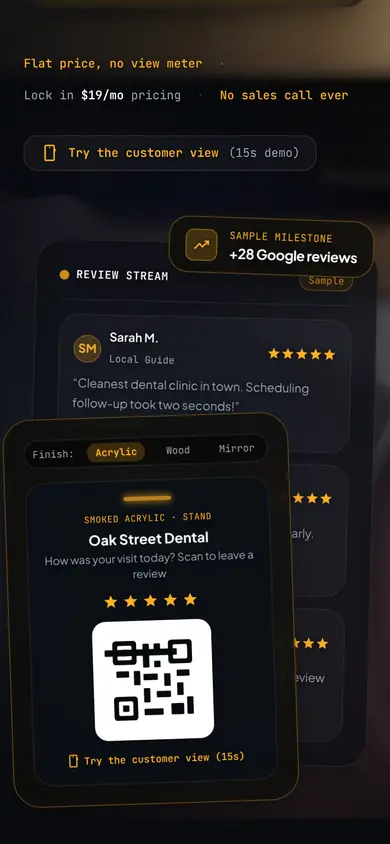 Flat price, no view meter ·
Lock in $19/mo pricing · No sales call ever
Try the customer view (15s demo)
SAMPLE MILESTONE
+28 Google reviews
REVIEW STREAM
Sample
SM
Sarah M.
Local Guide
"Cleanest dental clinic in town. Scheduling
follow-up took two seconds!"
Finish: Acrylic Wood Mirror
SMOKED ACRYLIC · STAND
Oak Street Dental
How was your visit today? Scan to leave a
review
Try the customer view (15s)